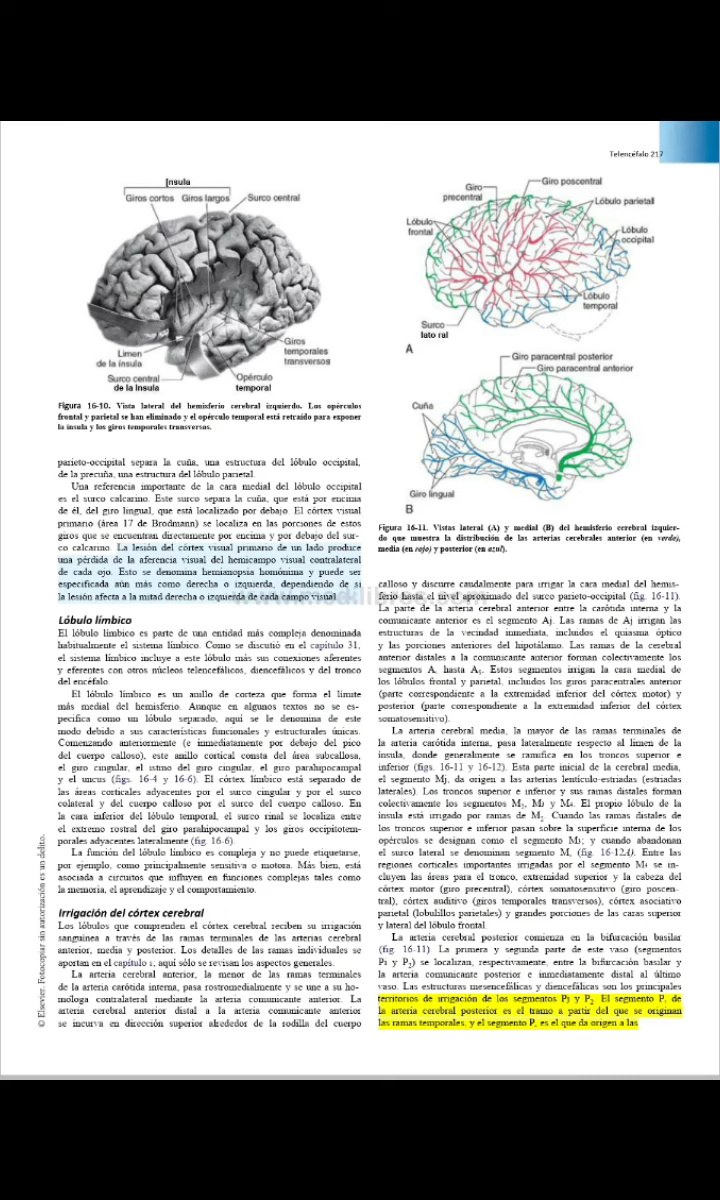 Telencéfalo 217
Ínsula
Giros cortos Giros largos Surco central
Limen
de la ínsula
Surco central
de la Insula
Opérculo
temporal
Giros
temporales
transversos
Figura 16-10. Vista lateral del hemisferio cerebral izquierdo. Los opérculos
frontal y parietal se han eliminado y el opérculo temporal está retraído para exponer
la ínsula y los giros temporales transversos.
parieto-occipital separa la cuña, una estructura del lóbulo occipital,
de la precuña, una estructura del lóbulo parietal.
Una referencia importante de la cara medial del lóbulo occipital
es el surco calcarino. Este surco separa la cuña, que está por encima
de él, del giro lingual, que está localizado por debajo. El córtex visual
primario (área 17 de Brodmann) se localiza en las porciones de estos
giros que se encuentran directamente por encima y por debajo del sur-
co calcarino. La lesión del córtex visual primario de un lado produce
una pérdida de la aferencia visual del hemicampo visual contralateral
de cada ojo. Esto se denomina hemianopsia homónima y puede ser
especificada aún más como derecha o izquierda, dependiendo de si
la lesión afecta a la mitad derecha o izquierda de cada campo visual.
Lóbulo límbico
El lóbulo límbico es parte de una entidad más compleja denominada
habitualmente el sistema límbico. Como se discutió en el capítulo 31,
el sistema límbico incluye a este lóbulo más sus conexiones aferentes
y eferentes con otros núcleos telencefálicos, diencefálicos y del tronco
del encéfalo.
El lóbulo límbico es un anillo de corteza que forma el límite
más medial del hemisferio. Aunque en algunos textos no se es-
pecifica como un lóbulo separado, aquí se le denomina de este
modo debido a sus características funcionales y estructurales únicas.
Comenzando anteriormente (e inmediatamente por debajo del pico
del cuerpo calloso), este anillo cortical consta del área subcallosa,
el giro cingular, el istmo del giro cingular, el giro parahipocampal
y el uncus (figs. 16-4 y 16-6). El córtex límbico está separado de
las áreas corticales adyacentes por el surco cingular y por el surco
colateral y del cuerpo calloso por el surco del cuerpo calloso. En
la cara inferior del lóbulo temporal, el surco rinal se localiza entre
el extremo rostral del giro parahipocampal y los giros occipitotem-
porales adyacentes lateralmente (fig. 16-6).
La función del lóbulo límbico es compleja y no puede etiquetarse,
por ejemplo, como principalmente sensitiva o motora. Más bien, está
asociada a circuitos que influyen en funciones complejas tales como
la memoria, el aprendizaje y el comportamiento.
Irrigación del córtex cerebral
Los lóbulos que comprenden el córtex cerebral reciben su irrigación
sanguínea a través de las ramas terminales de las arterias cerebral
anterior, media y posterior. Los detalles de las ramas individuales se
aportan en el capítulo s; aquí sólo se revisan los aspectos generales.
La arteria cerebral anterior, la menor de las ramas terminales
de la arteria carótida interna, pasa rostromedialmente y se une a su ho-
móloga contralateral mediante la arteria comunicante anterior. La
arteria cerebral anterior distal a la arteria comunicante anterior
se incurva en dirección superior alrededor de la rodilla del cuerpo
© Elsevier. Fotocopiar sin autorización es un delito.
Giro
precentral
Giro poscentral
Lóbulo parietall
Lóbulo
frontal
Lóbulo
occipital
Lóbulo
temporal
Surco
lato ral
A
Giro paracentral posterior
Giro paracentral anterior
Cuña
Giro lingual
B
Figura 16-11. Vistas lateral (A) y medial (B) del hemisferio cerebral izquier-
do que muestra la distribución de las arterias cerebrales anterior (en verde),
media (en rojo) y posterior (en azul).
calloso y discurre caudalmente para irrigar la cara medial del hemis-
ferio hasta el nivel aproximado del surco parieto-occipital (fig. 16-11).
La parte de la arteria cerebral anterior entre la carótida interna y la
comunicante anterior es el segmento Aj. Las ramas de Aj irrigan las
estructuras de la vecindad inmediata, incluidos el quiasma óptico
y las porciones anteriores del hipotálamo. Las ramas de la cerebral
anterior distales a la comunicante anterior forman colectivamente los
segmentos A, hasta A,. Estos segmentos irrigan la cara medial de
los lóbulos frontal y parietal, incluidos los giros paracentrales anterior
(parte correspondiente a la extremidad inferior del córtex motor) y
posterior (parte correspondiente a la extremidad inferior del córtex
somatosensitivo).
La arteria cerebral media, la mayor de las ramas terminales de
la arteria carótida interna, pasa lateralmente respecto al limen de la
ínsula, donde generalmente se ramifica en los troncos superior e
inferior (figs. 16-11 y 16-12). Esta parte inicial de la cerebral media,
el segmento Mj, da origen a las arterias lentículo-estriadas (estriadas
laterales). Los troncos superior e inferior y sus ramas distales forman
colectivamente los segmentos M2, MJ y M4. El propio lóbulo de la
ínsula está irrigado por ramas de M2. Cuando las ramas distales de
los troncos superior e inferior pasan sobre la superficie interna de los
opérculos se designan como el segmento M3; y cuando abandonan
el surco lateral se denominan segmento M, (fig. 16-12A). Entre las
regiones corticales importantes irrigadas por el segmento M4 se in-
cluyen las áreas para el tronco, extremidad superior y la cabeza del
córtex motor (giro precentral), córtex somatosensitivo (giro poscen-
tral), córtex auditivo (giros temporales transversos), córtex asociativo
parietal (lobulillos parietales) y grandes porciones de las caras superior
y lateral del lóbulo frontal.
La arteria cerebral posterior comienza en la bifurcación basilar
(fig. 16-11). La primera y segunda parte de este vaso (segmentos
P1 y P2) se localizan, respectivamente, entre la bifurcación basilar y
la arteria comunicante posterior e inmediatamente distal al último
vaso. Las estructuras mesencefálicas y diencefálicas son los principales
territorios de irrigación de los segmentos PJ y P2. El segmento P, de
la arteria cerebral posterior es el tramo a partir del que se originan
las ramas temporales, y el segmento P, es el que da origen a las